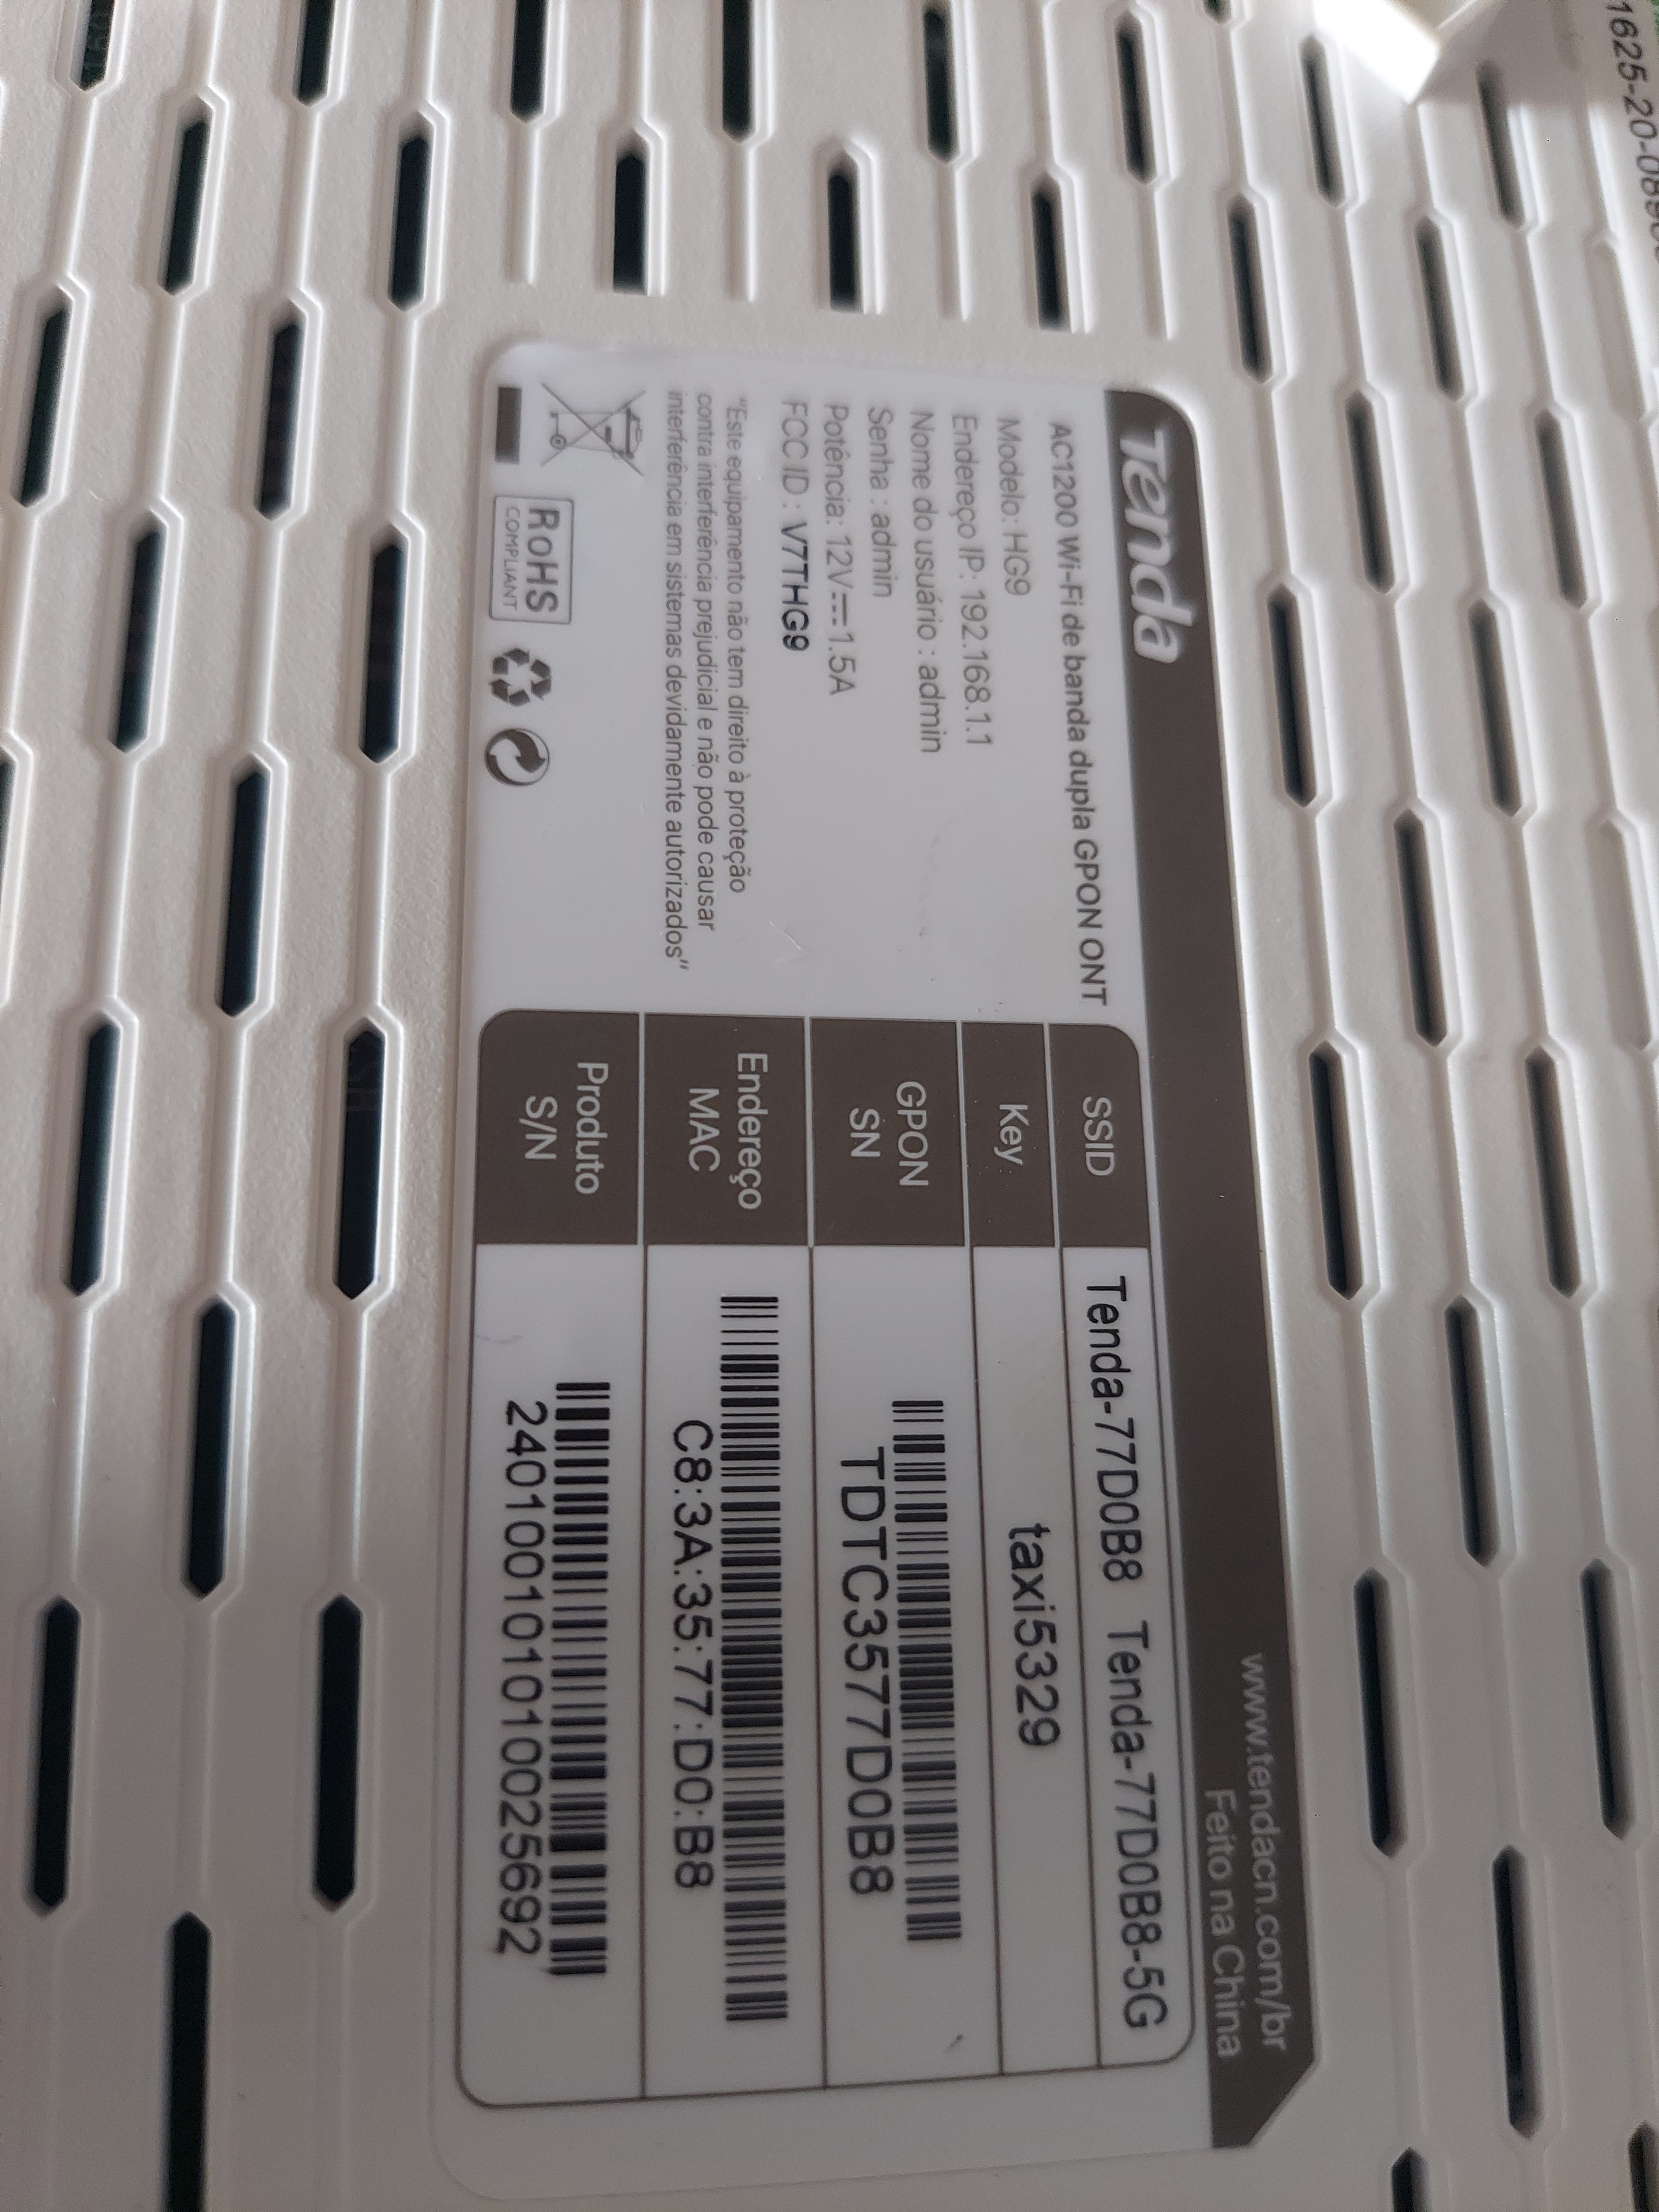 1625-20-089
Tenda
www.tendacn.com/br
Feito na China
AC1200 Wi-Fi de banda dupla GPON ONT
Modelo: HG9
Endereço IP: 192.168.1.1
Nome do usuário : admin
Senha : admin
Potência: 12V⎓1.5A
FCC ID : V7THG9
"Este equipamento não tem direito à proteção
contra interferência prejudicial e não pode causar
interferência em sistemas devidamente autorizados"
RoHS
COMPLIANT
SSID Tenda-77D0B8 Tenda-77D0B8-5G
Key taxi5329
GPON
SN
TDTC3577D0B8
Endereço
MAC
C8:3A:35:77:D0:B8
Produto
S/N
2401001010101002​5692